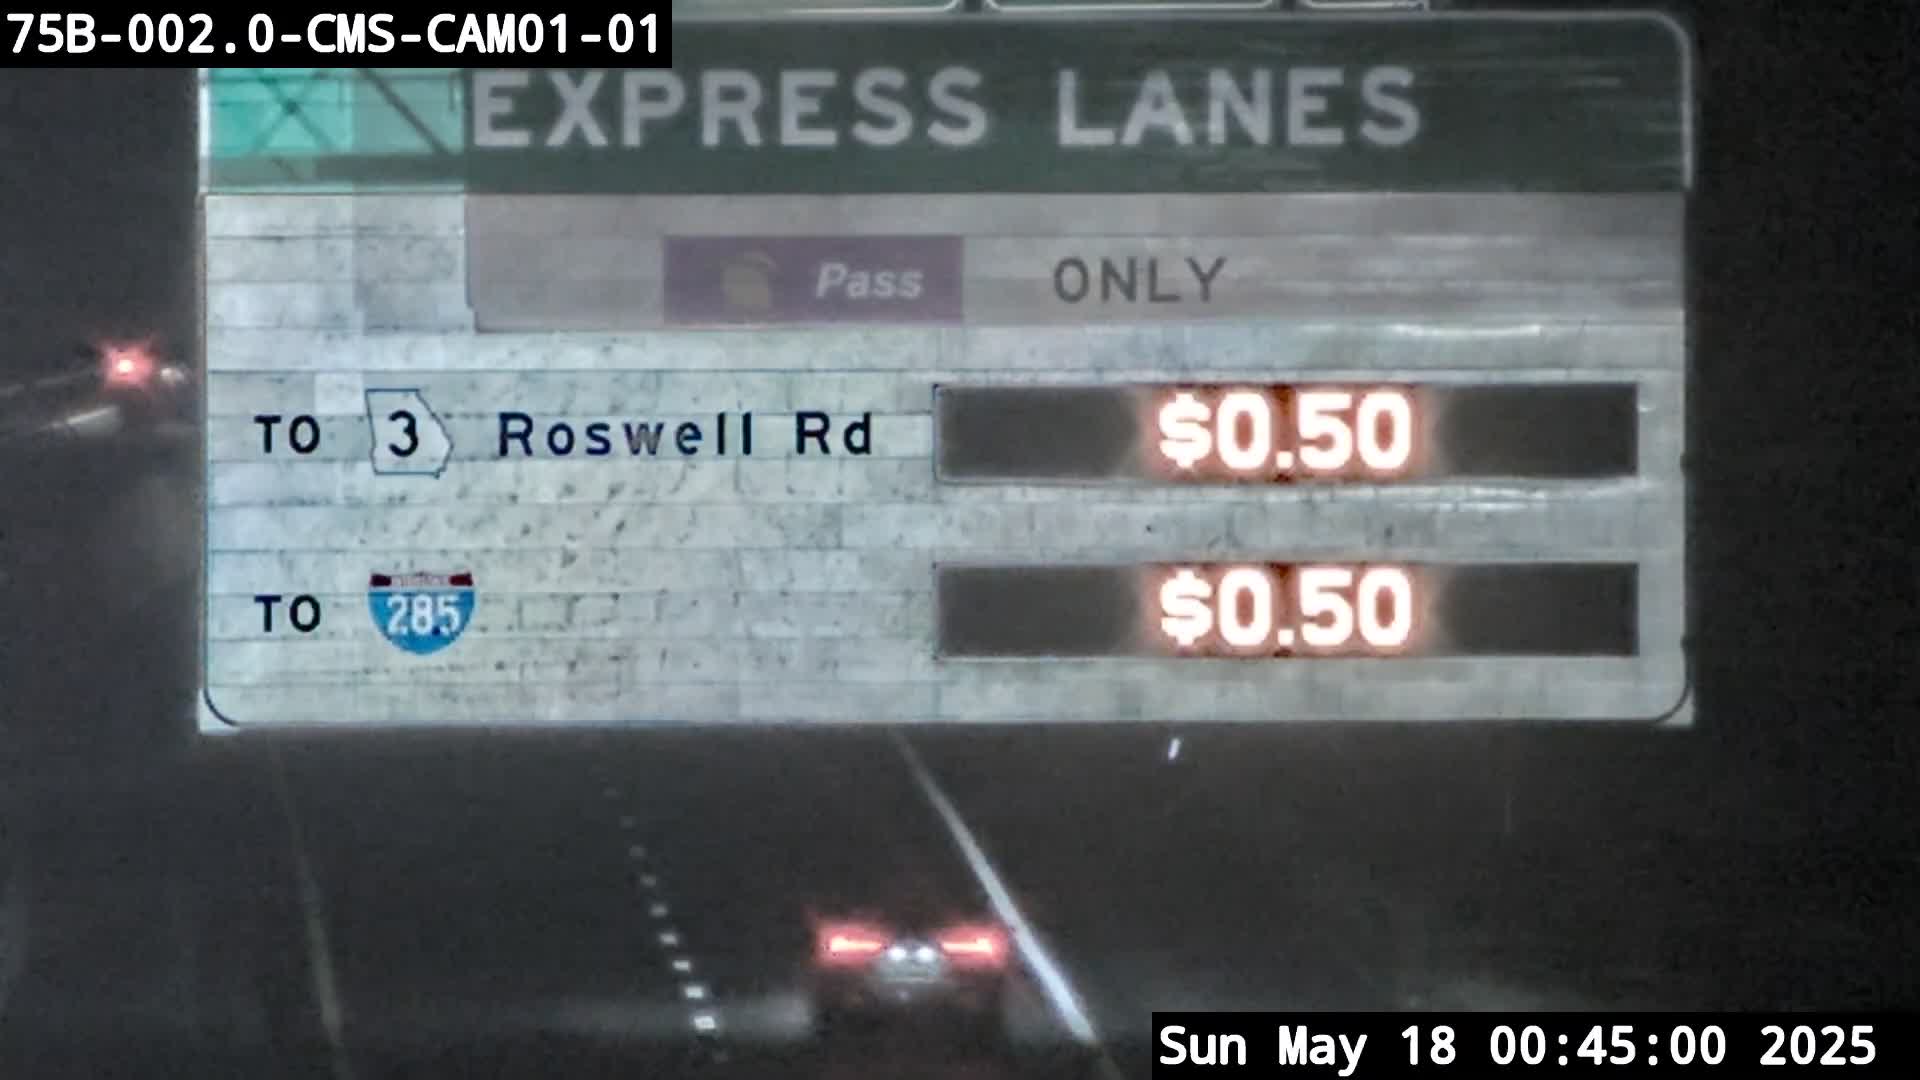 75B-002.0-CMS-CAM01-01
EXPRESS LANES
Pass ONLY
TO 3 Roswell Rd $0.50
TO 285 $0.50
Sun May 18 00:45:00 2025